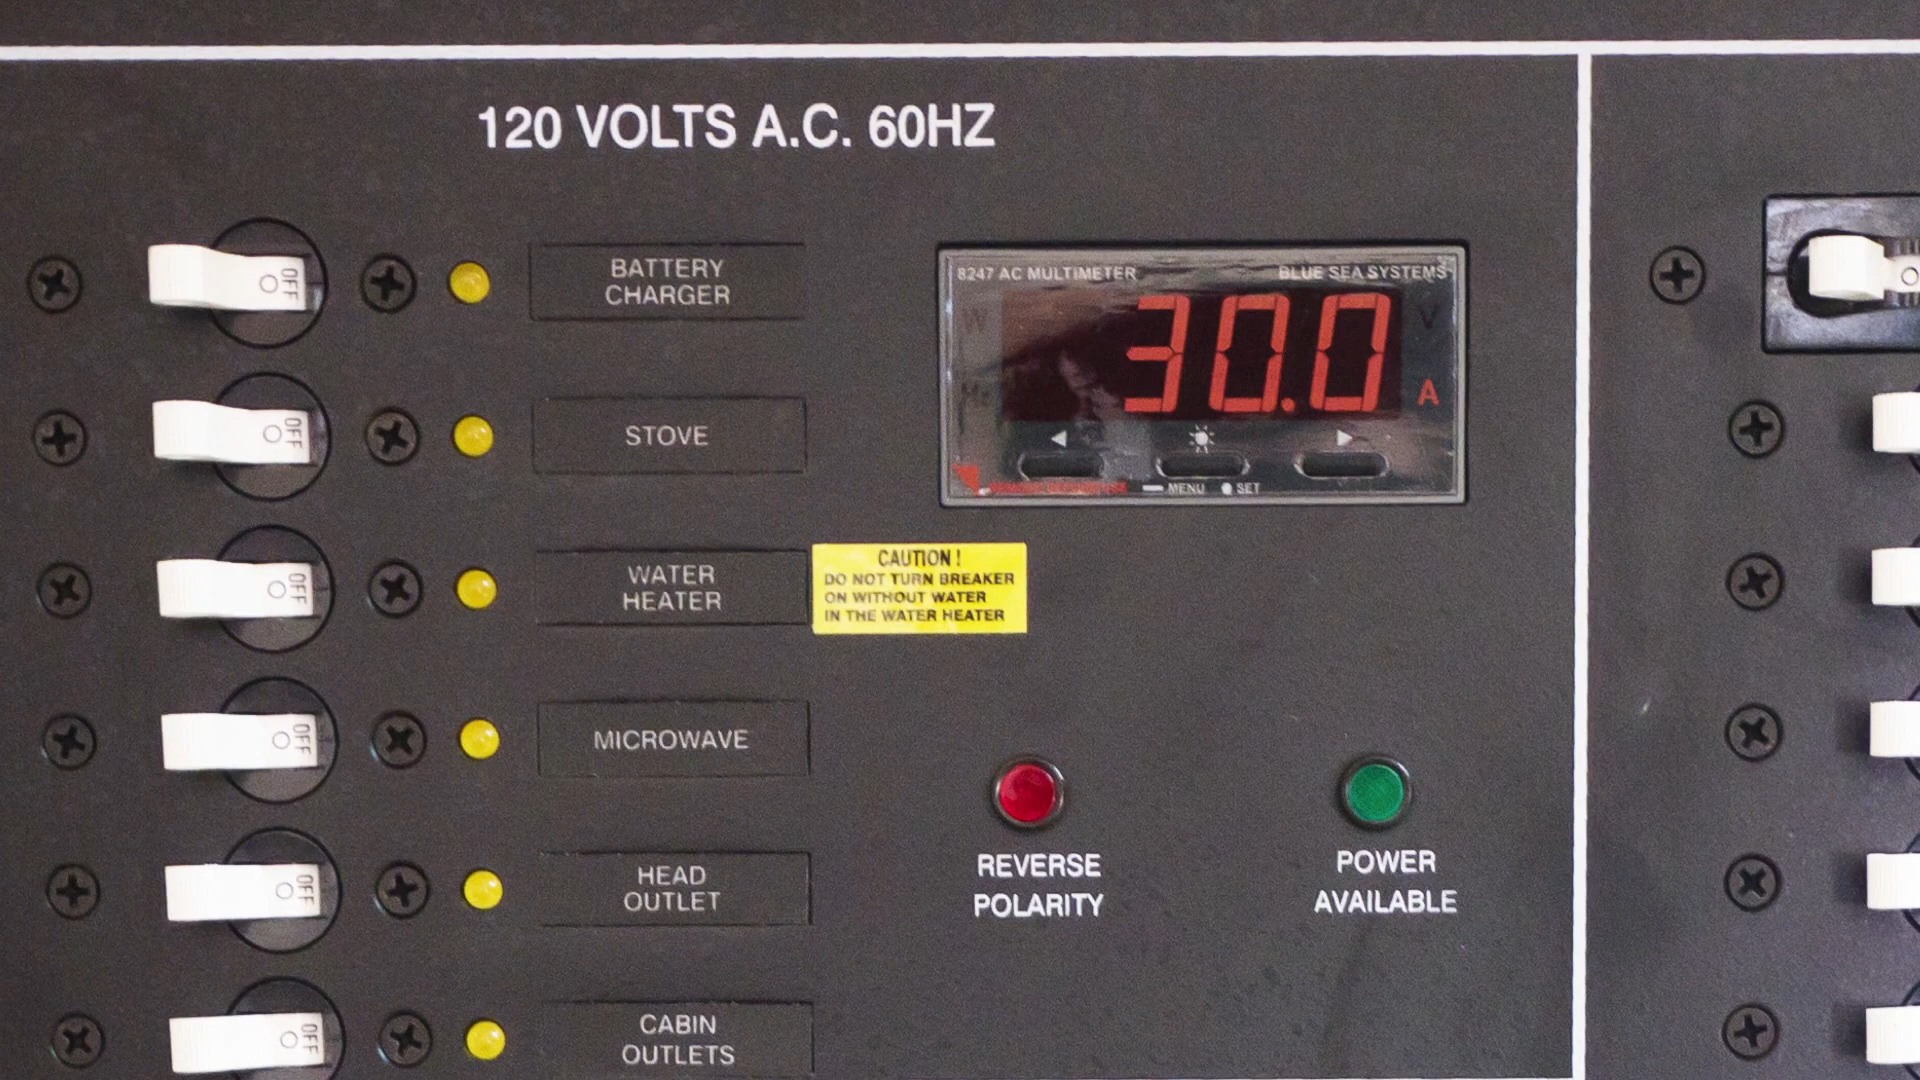 120 VOLTS A.C. 60HZ
OFF
BATTERY
CHARGER
8247 AC MULTIMETER
BLUE SEA SYSTEMS
W
V
30.0
Hz
A
MENU
SET
OFF
STOVE
OFF
WATER
HEATER
CAUTION !
DO NOT TURN BREAKER
ON WITHOUT WATER
IN THE WATER HEATER
OFF
MICROWAVE
REVERSE
POLARITY
POWER
AVAILABLE
OFF
HEAD
OUTLET
OFF
CABIN
OUTLETS